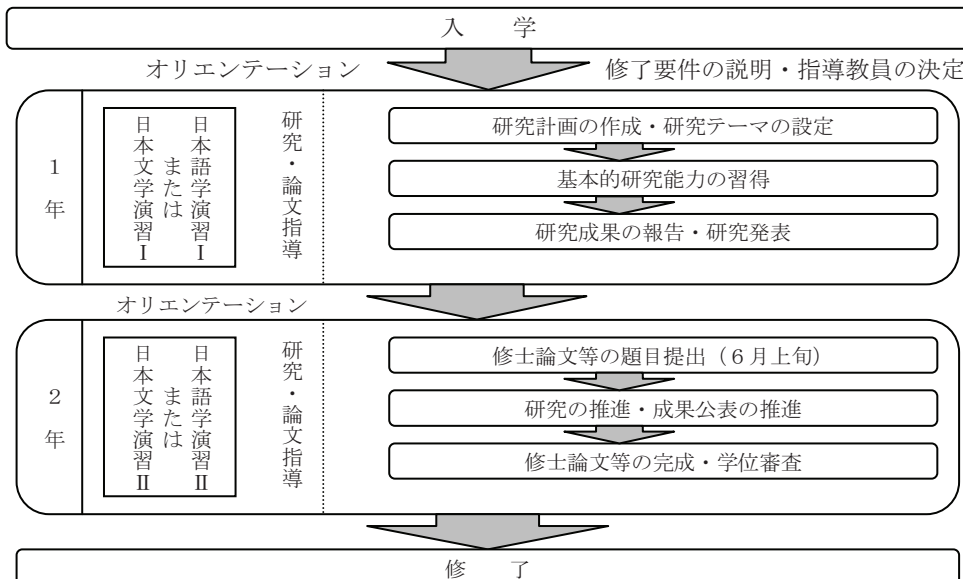 入　学
オリエンテーション
修了要件の説明・指導教員の決定
1年
日本語学演習Ⅰ
または
日本文学演習Ⅰ
研究・論文指導
研究計画の作成・研究テーマの設定
基本的研究能力の習得
研究成果の報告・研究発表
オリエンテーション
2年
日本語学演習Ⅱ
または
日本文学演習Ⅱ
研究・論文指導
修士論文等の題目提出（６月上旬）
研究の推進・成果公表の推進
修士論文等の完成・学位審査
修　了